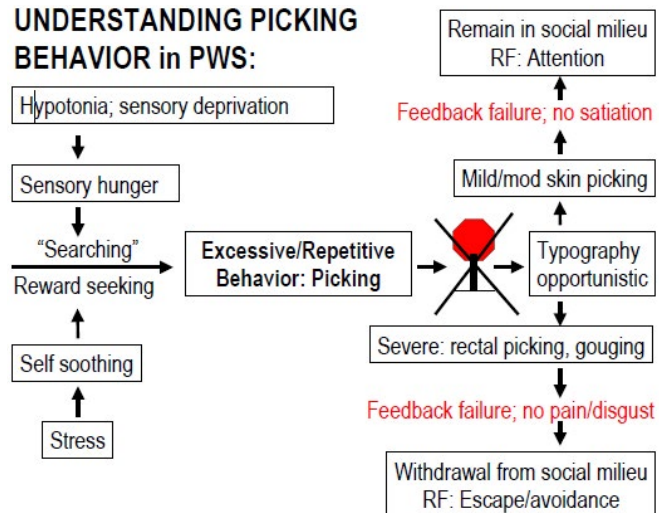 UNDERSTANDING PICKING
BEHAVIOR in PWS:
Hypotonia; sensory deprivation
Sensory hunger
“Searching”
Reward seeking
Self soothing
Stress
Excessive/Repetitive
Behavior: Picking
Remain in social milieu
RF: Attention
Feedback failure; no satiation
Mild/mod skin picking
Typography
opportunistic
Severe: rectal picking, gouging
Feedback failure; no pain/disgust
Withdrawal from social milieu
RF: Escape/avoidance